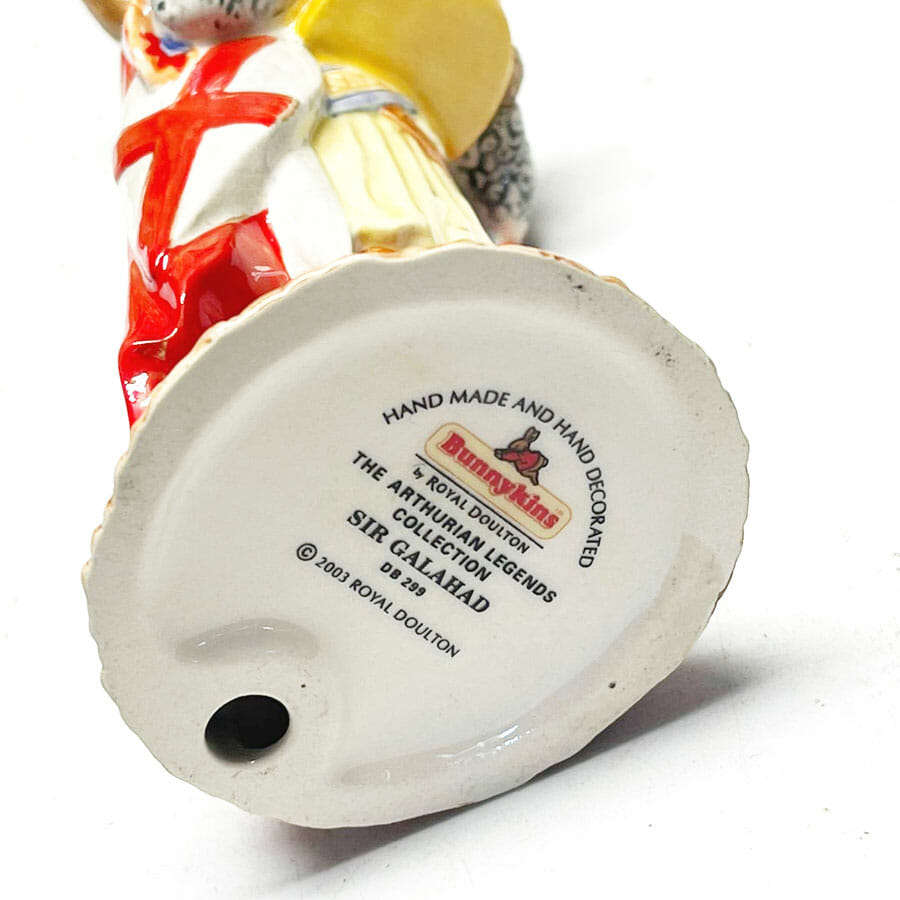 HAND MADE AND HAND DECORATED
Bunnykins
by ROYAL DOULTON
THE ARTHURIAN LEGENDS
COLLECTION
SIR GALAHAD
DB 299
© 2003 ROYAL DOULTON